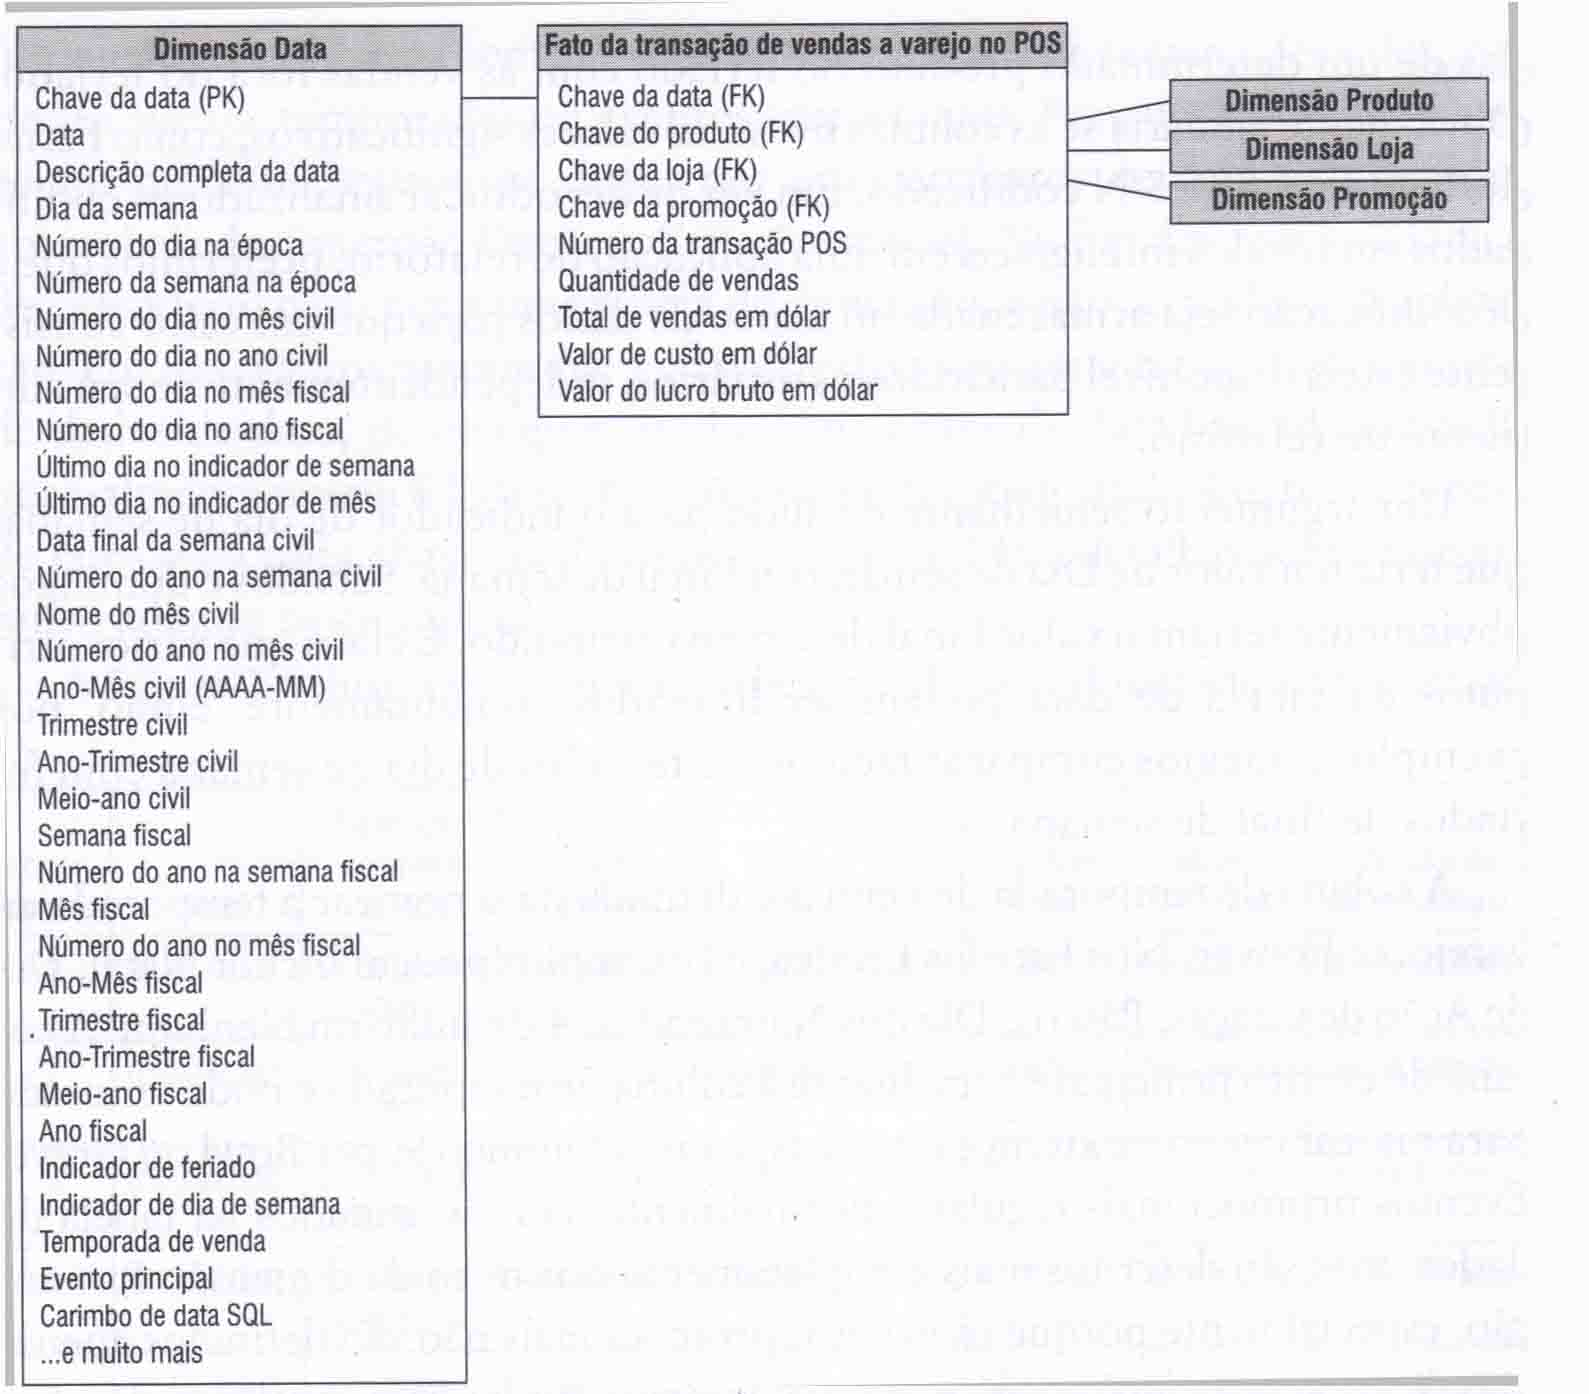 Dimensão Data
Chave da data (PK)
Data
Descrição completa da data
Dia da semana
Número do dia na época
Número da semana na época
Número do dia no mês civil
Número do dia no ano civil
Número do dia no mês fiscal
Número do dia no ano fiscal
Último dia no indicador de semana
Último dia no indicador de mês
Data final da semana civil
Número do ano na semana civil
Nome do mês civil
Número do ano no mês civil
Ano-Mês civil (AAAA-MM)
Trimestre civil
Ano-Trimestre civil
Meio-ano civil
Semana fiscal
Número do ano na semana fiscal
Mês fiscal
Número do ano no mês fiscal
Ano-Mês fiscal
Trimestre fiscal
Ano-Trimestre fiscal
Meio-ano fiscal
Ano fiscal
Indicador de feriado
Indicador de dia de semana
Temporada de venda
Evento principal
Carimbo de data SQL
...e muito mais
Fato da transação de vendas a varejo no POS
Chave da data (FK)
Chave do produto (FK)
Chave da loja (FK)
Chave da promoção (FK)
Número da transação POS
Quantidade de vendas
Total de vendas em dólar
Valor de custo em dólar
Valor do lucro bruto em dólar
Dimensão Produto
Dimensão Loja
Dimensão Promoção